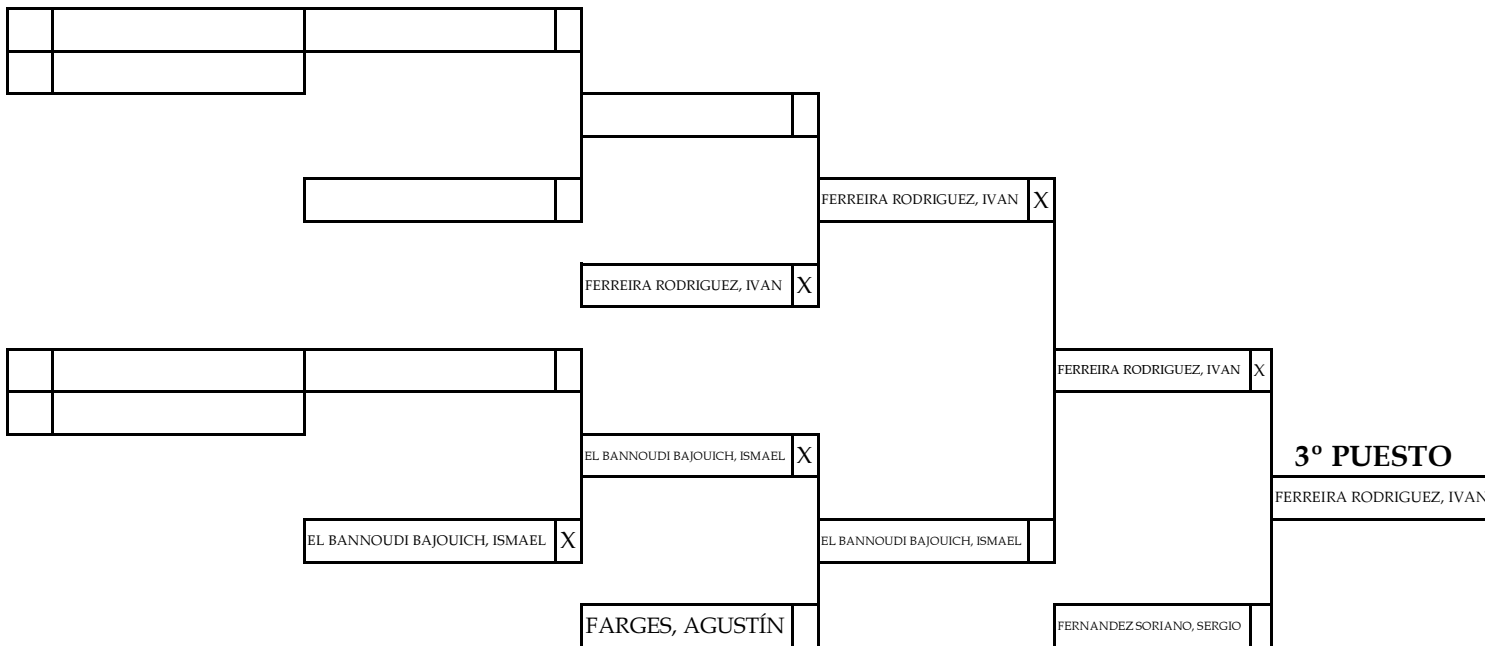 FERREIRA RODRIGUEZ, IVAN X
FERREIRA RODRIGUEZ, IVAN X
FERREIRA RODRIGUEZ, IVAN X
EL BANNOUDI BAJOUICH, ISMAEL X
3º PUESTO
FERREIRA RODRIGUEZ, IVAN
EL BANNOUDI BAJOUICH, ISMAEL X
EL BANNOUDI BAJOUICH, ISMAEL
FARGES, AGUSTÍN
FERNANDEZ SORIANO, SERGIO